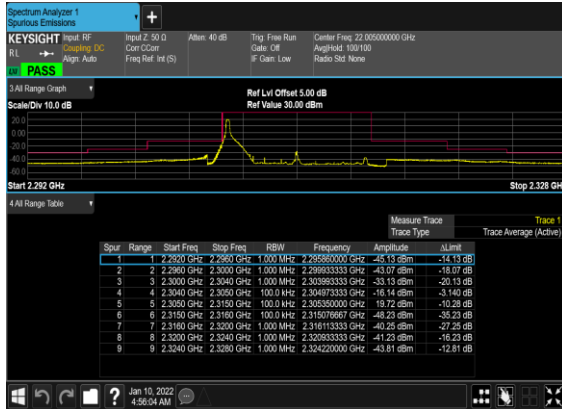 Spectrum Analyzer 1
Spurious Emissions
KEYSIGHT Input: RF Input Z: 50 Ω Atten: 40 dB Trig: Free Run Center Freq: 22.005000000 GHz
RL Coupling: DC Corr CCorr Gate: Off Avg|Hold: 100/100
Align: Auto Freq Ref: Int (S) IF Gain: Low Radio Std: None
PASS
3 All Range Graph
Ref Lvl Offset 5.00 dB
Scale/Div 10.0 dB Ref Value 30.00 dBm
20.0
0.00
-20.0
-40.0
-60.0
Start 2.292 GHz Stop 2.328 GHz
4 All Range Table
Measure Trace Trace 1
Trace Type Trace Average (Active)
Spur Range Start Freq Stop Freq RBW Frequency Amplitude ΔLimit
1 1 2.2920 GHz 2.2960 GHz 1.000 MHz 2.295860000 GHz -45.13 dBm -14.13 dB
2 2 2.2960 GHz 2.3000 GHz 1.000 MHz 2.299933333 GHz -43.07 dBm -18.07 dB
3 3 2.3000 GHz 2.3040 GHz 1.000 MHz 2.303993333 GHz -33.13 dBm -20.13 dB
4 4 2.3040 GHz 2.3050 GHz 100.0 kHz 2.304973333 GHz -16.14 dBm -3.140 dB
5 5 2.3050 GHz 2.3150 GHz 100.0 kHz 2.305350000 GHz 19.72 dBm -10.28 dB
6 6 2.3150 GHz 2.3160 GHz 100.0 kHz 2.315076667 GHz -48.23 dBm -35.23 dB
7 7 2.3160 GHz 2.3200 GHz 1.000 MHz 2.316113333 GHz -40.25 dBm -27.25 dB
8 8 2.3200 GHz 2.3240 GHz 1.000 MHz 2.320933333 GHz -41.23 dBm -16.23 dB
9 9 2.3240 GHz 2.3280 GHz 1.000 MHz 2.324220000 GHz -43.81 dBm -12.81 dB
Jan 10, 2022
4:56:04 AM